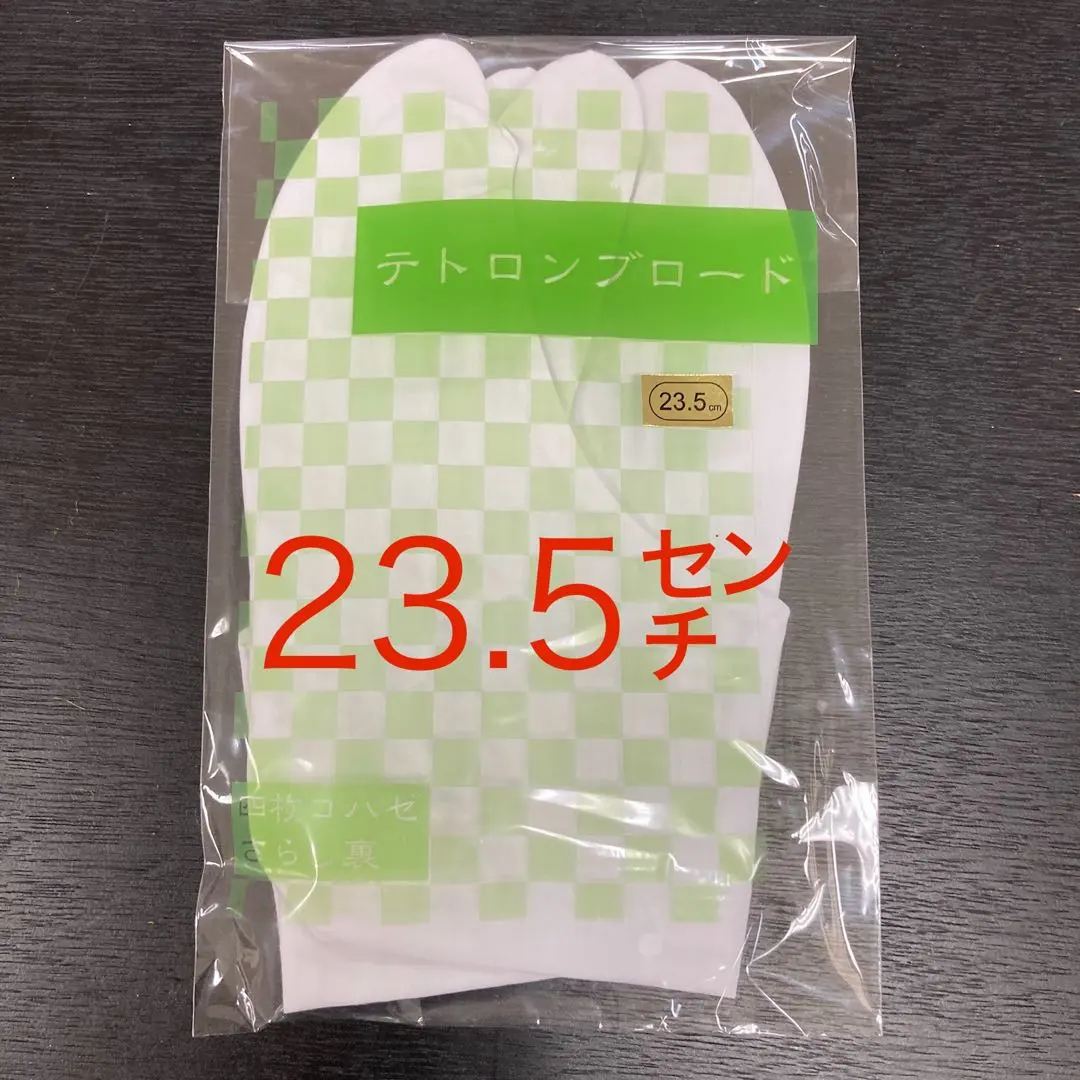 テトロンブロード
23.5cm
23.5センチ
四枚コハゼ
さらし裏